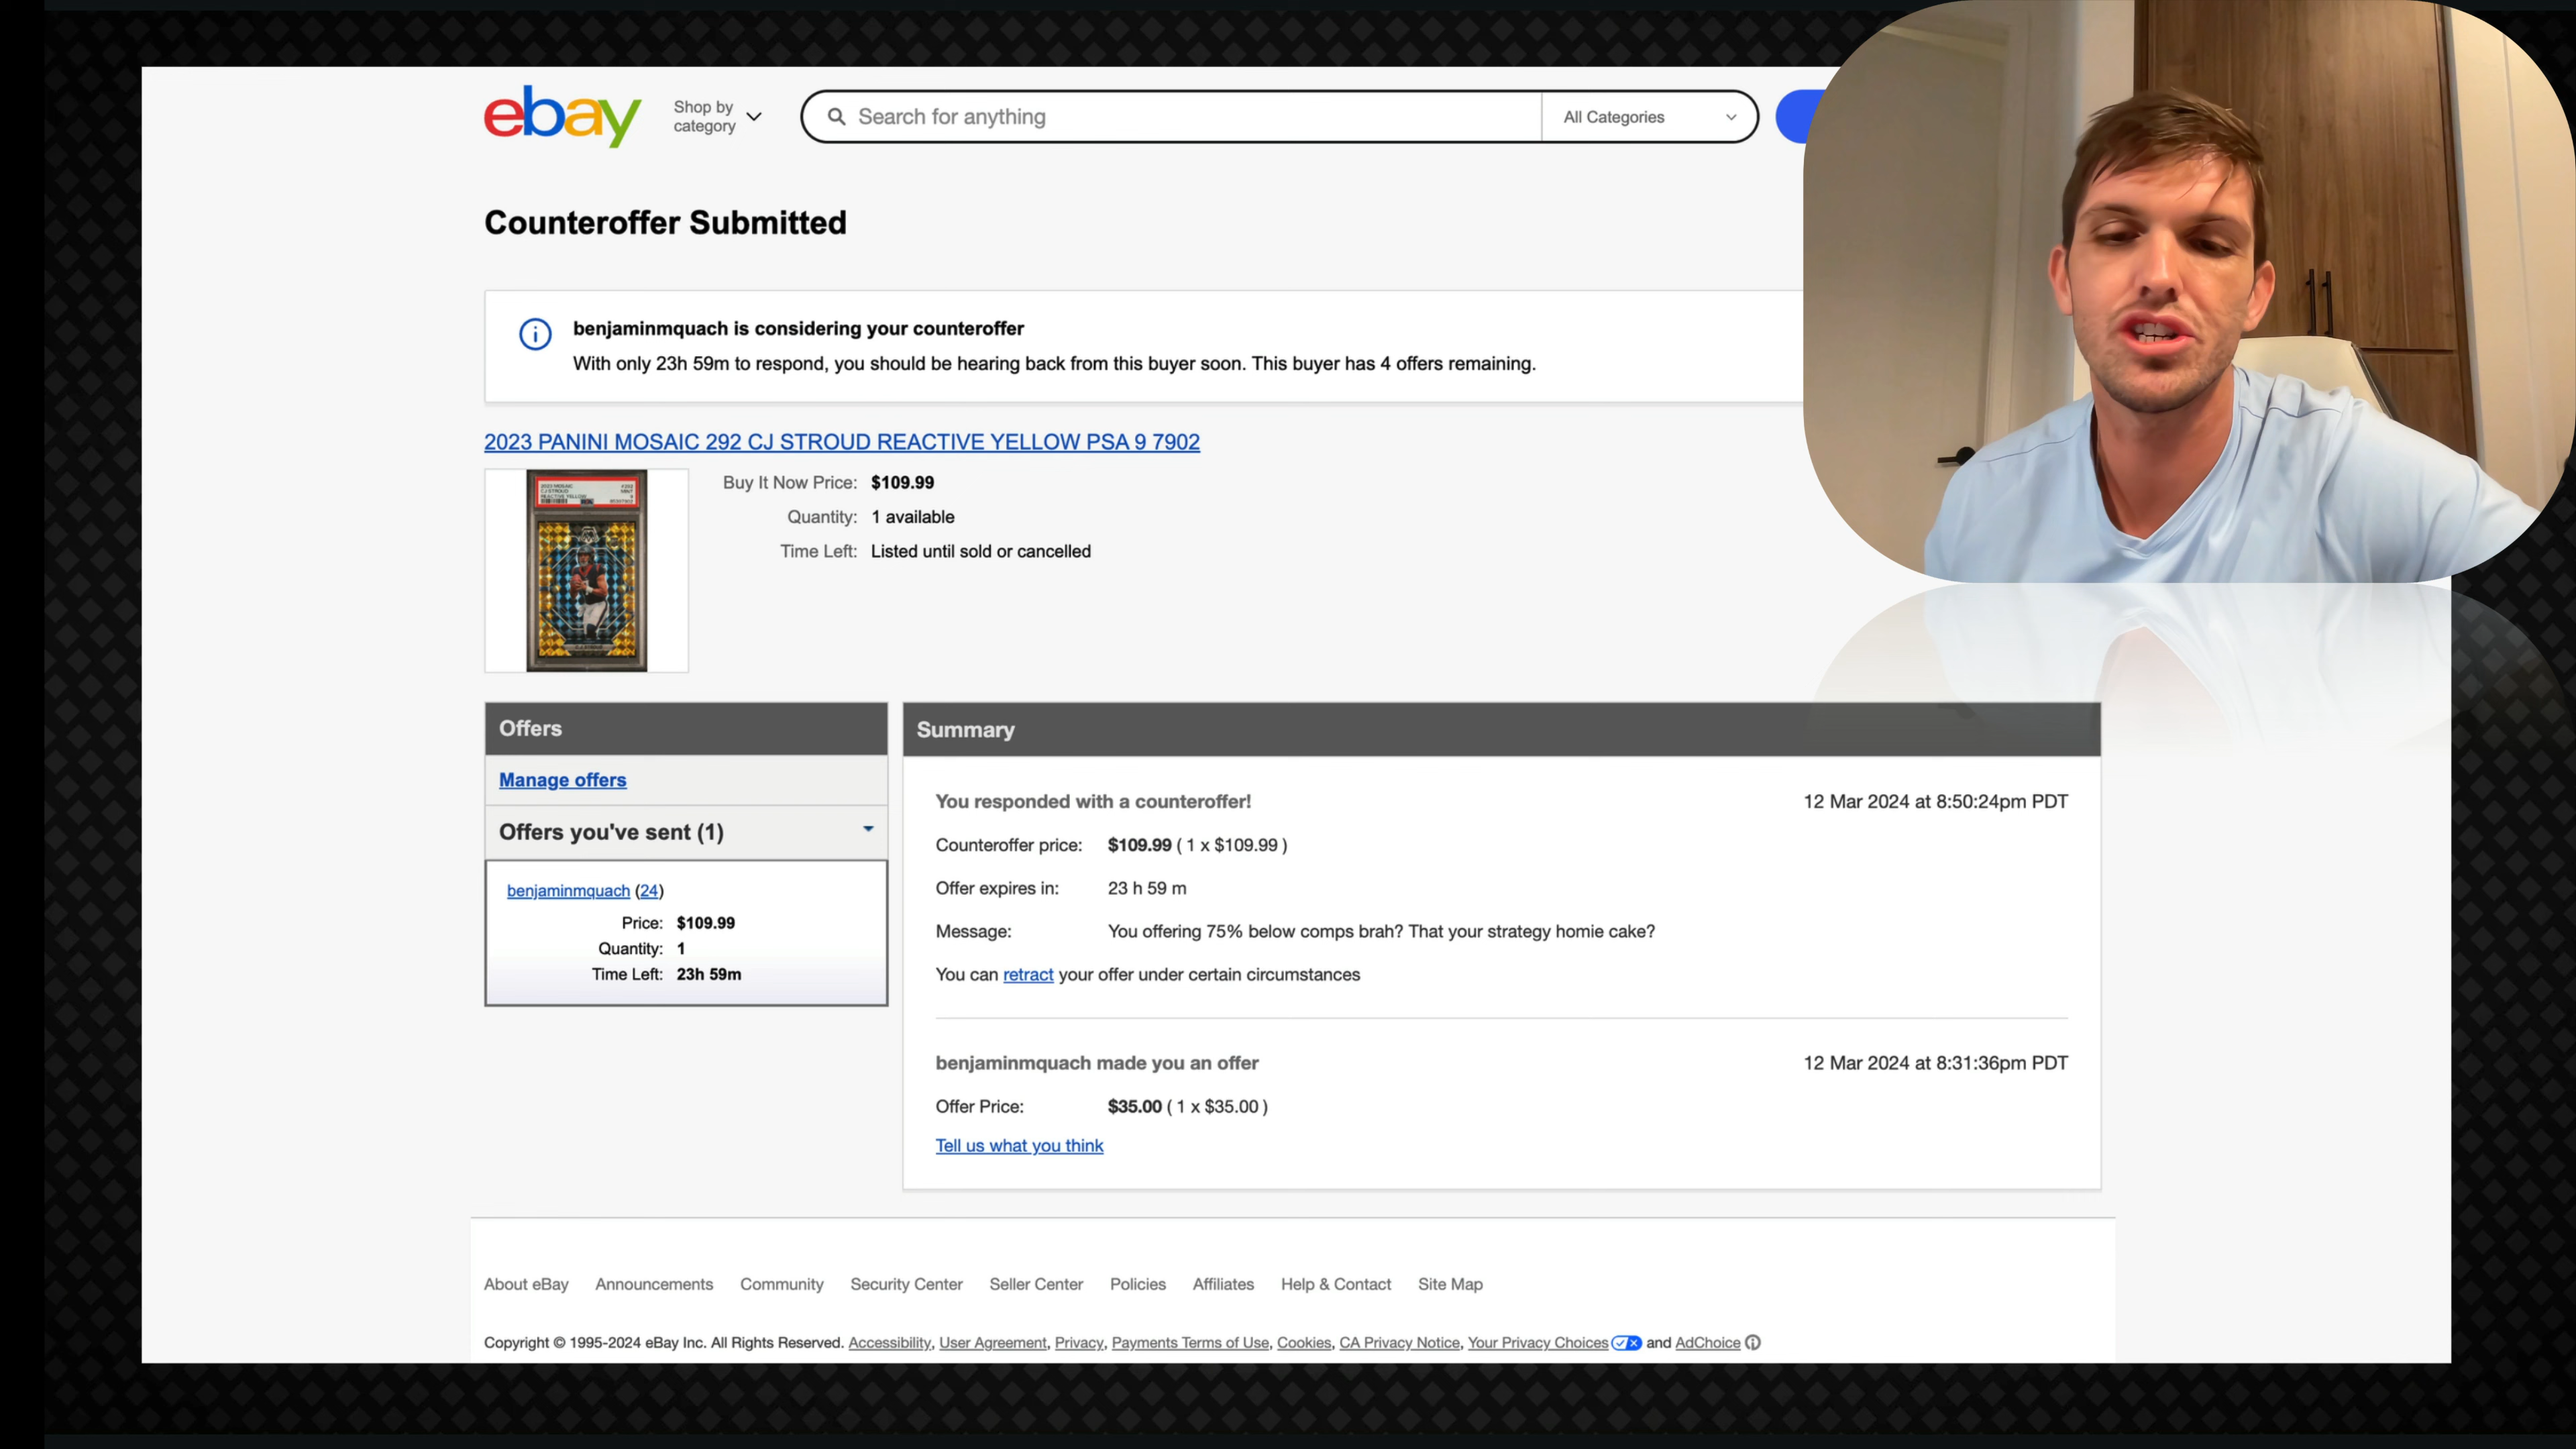 ebay
Shop by
category
Search for anything
All Categories
Counteroffer Submitted
benjaminmquach is considering your counteroffer
With only 23h 59m to respond, you should be hearing back from this buyer soon. This buyer has 4 offers remaining.
2023 PANINI MOSAIC 292 CJ STROUD REACTIVE YELLOW PSA 9 7902
2023 MOSAIC
CJ STROUD
REACTIVE YELLOW
Buy It Now Price: $109.99
Quantity: 1 available
Time Left: Listed until sold or cancelled
Offers
Manage offers
Offers you've sent (1)
benjaminmquach (24)
Price: $109.99
Quantity: 1
Time Left: 23h 59m
Summary
You responded with a counteroffer! 12 Mar 2024 at 8:50:24pm PDT
Counteroffer price: $109.99 ( 1 x $109.99 )
Offer expires in: 23 h 59 m
Message: You offering 75% below comps brah? That your strategy homie cake?
You can retract your offer under certain circumstances
benjaminmquach made you an offer 12 Mar 2024 at 8:31:36pm PDT
Offer Price: $35.00 ( 1 x $35.00 )
Tell us what you think
About eBay Announcements Community Security Center Seller Center Policies Affiliates Help & Contact Site Map
Copyright © 1995-2024 eBay Inc. All Rights Reserved. Accessibility, User Agreement, Privacy, Payments Terms of Use, Cookies, CA Privacy Notice, Your Privacy Choices and AdChoice